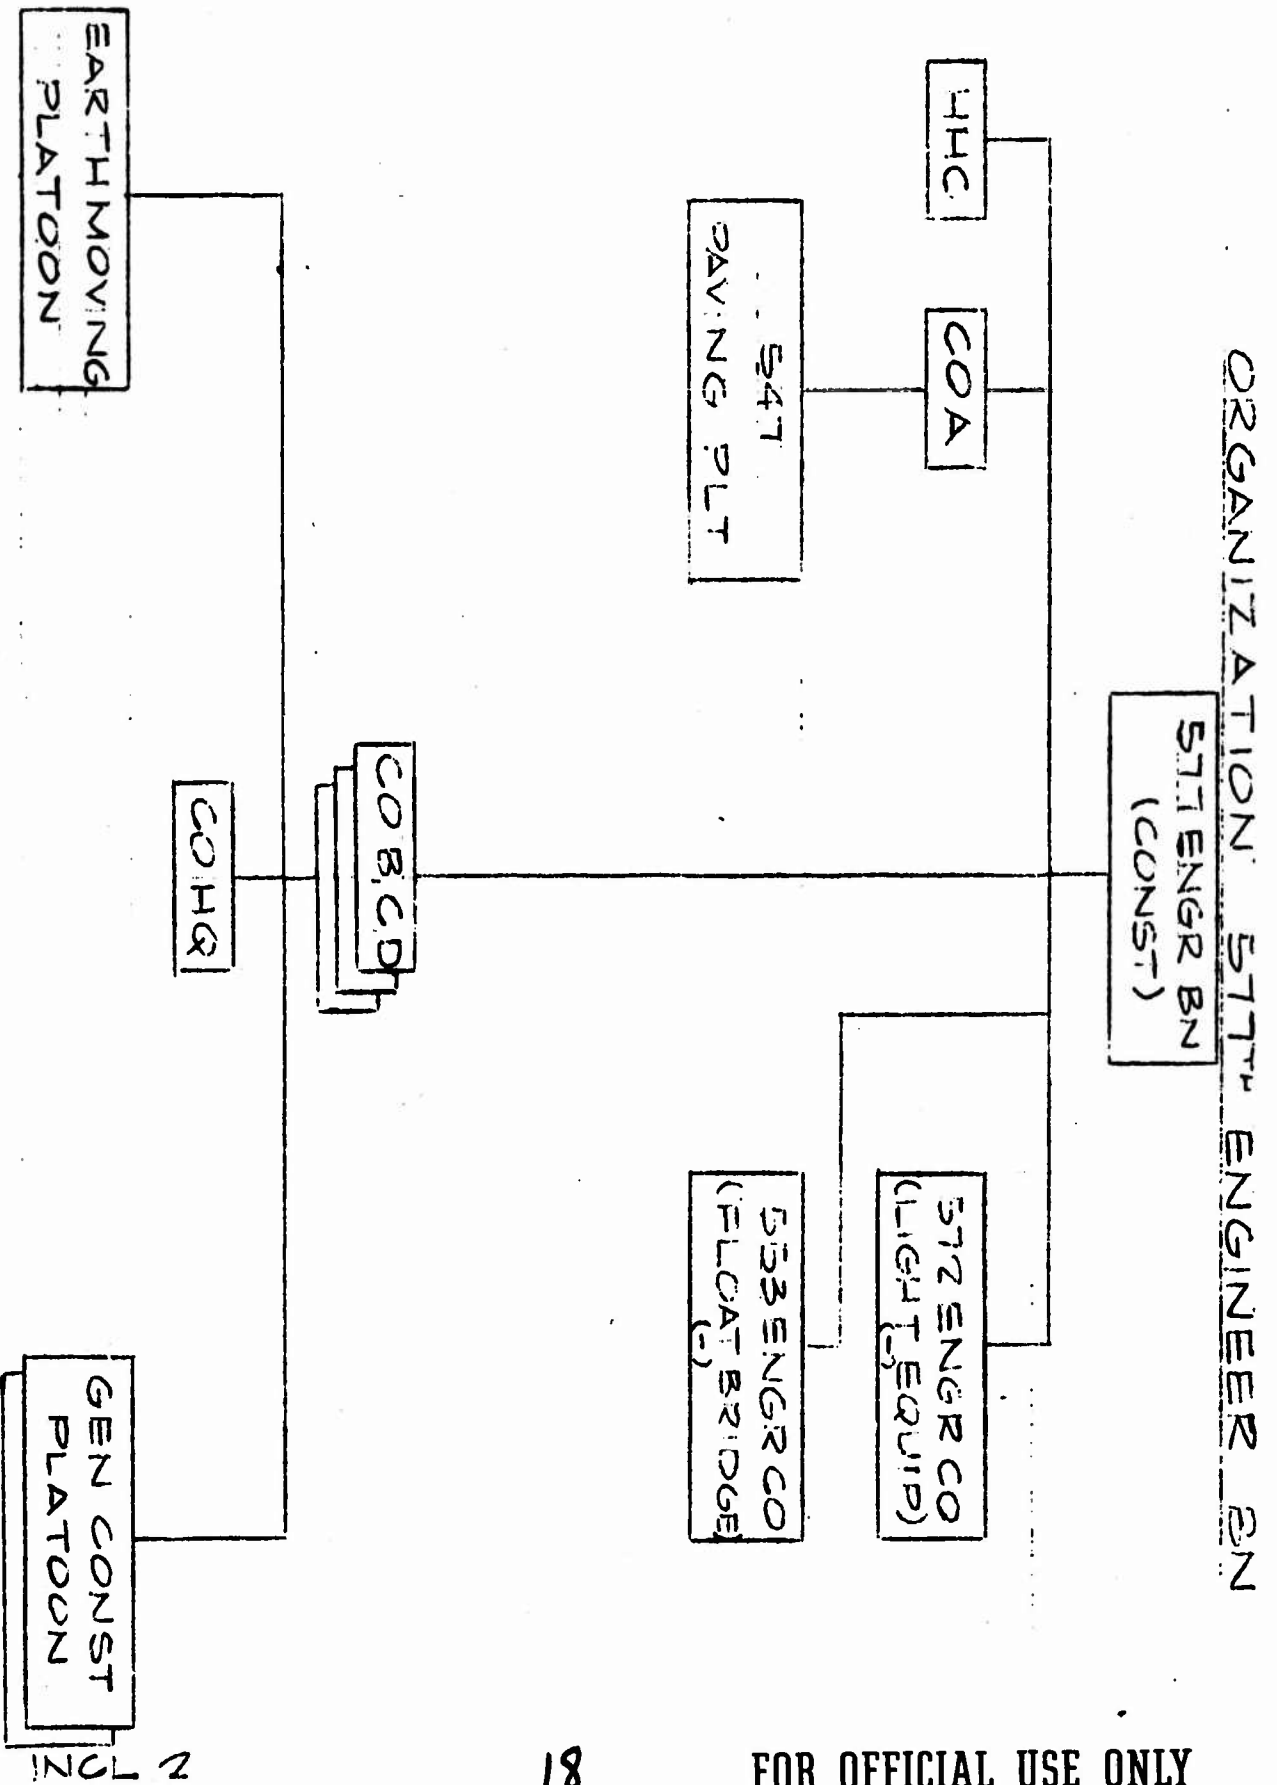 ORGANIZATION 577TH ENGINEER BN
577 ENGR BN
(CONST)
HHC
CO A
547
PAVING PLT
572 ENGR CO
(LIGHT EQUIP)
(-)
553 ENGR CO
(FLOAT BRIDGE)
(-)
CO B,C,D
CO HQ
EARTHMOVING
PLATOON
GEN CONST
PLATOON
INCL 2
18
FOR OFFICIAL USE ONLY